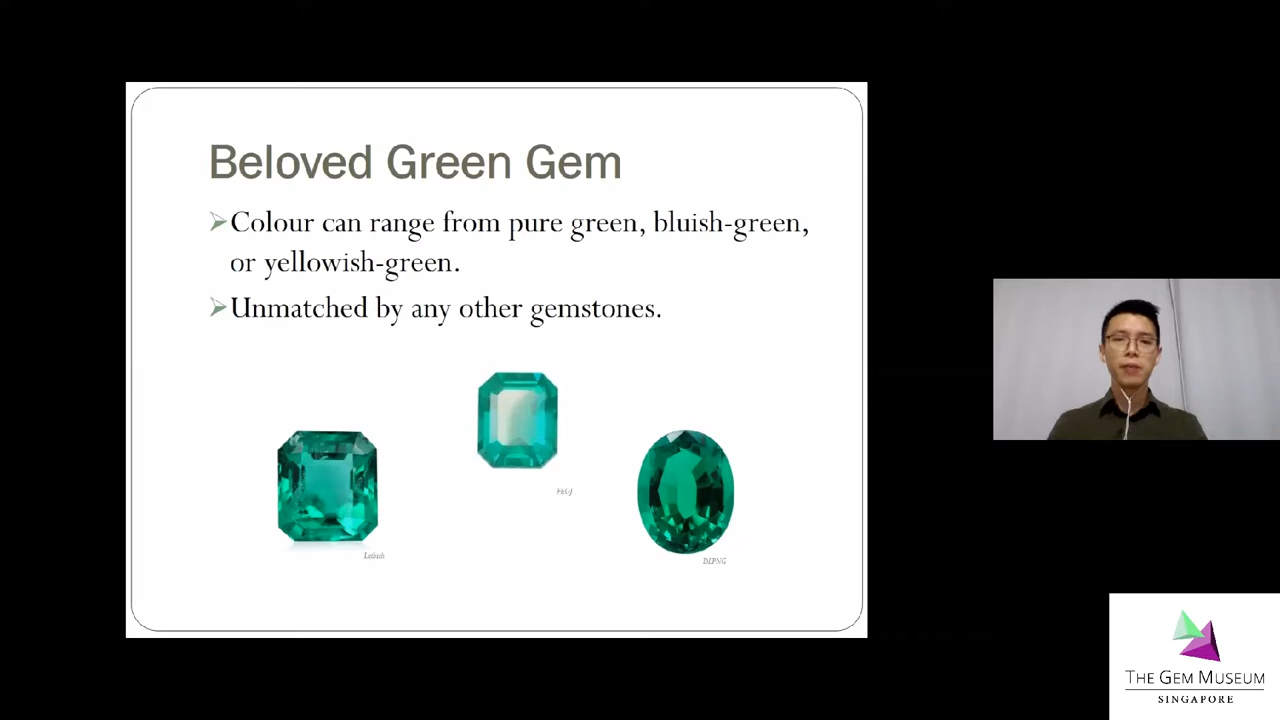 Beloved Green Gem
Colour can range from pure green, bluish-green,
or yellowish-green.
Unmatched by any other gemstones.
Leibish
THE GEM MUSEUM
SINGAPORE